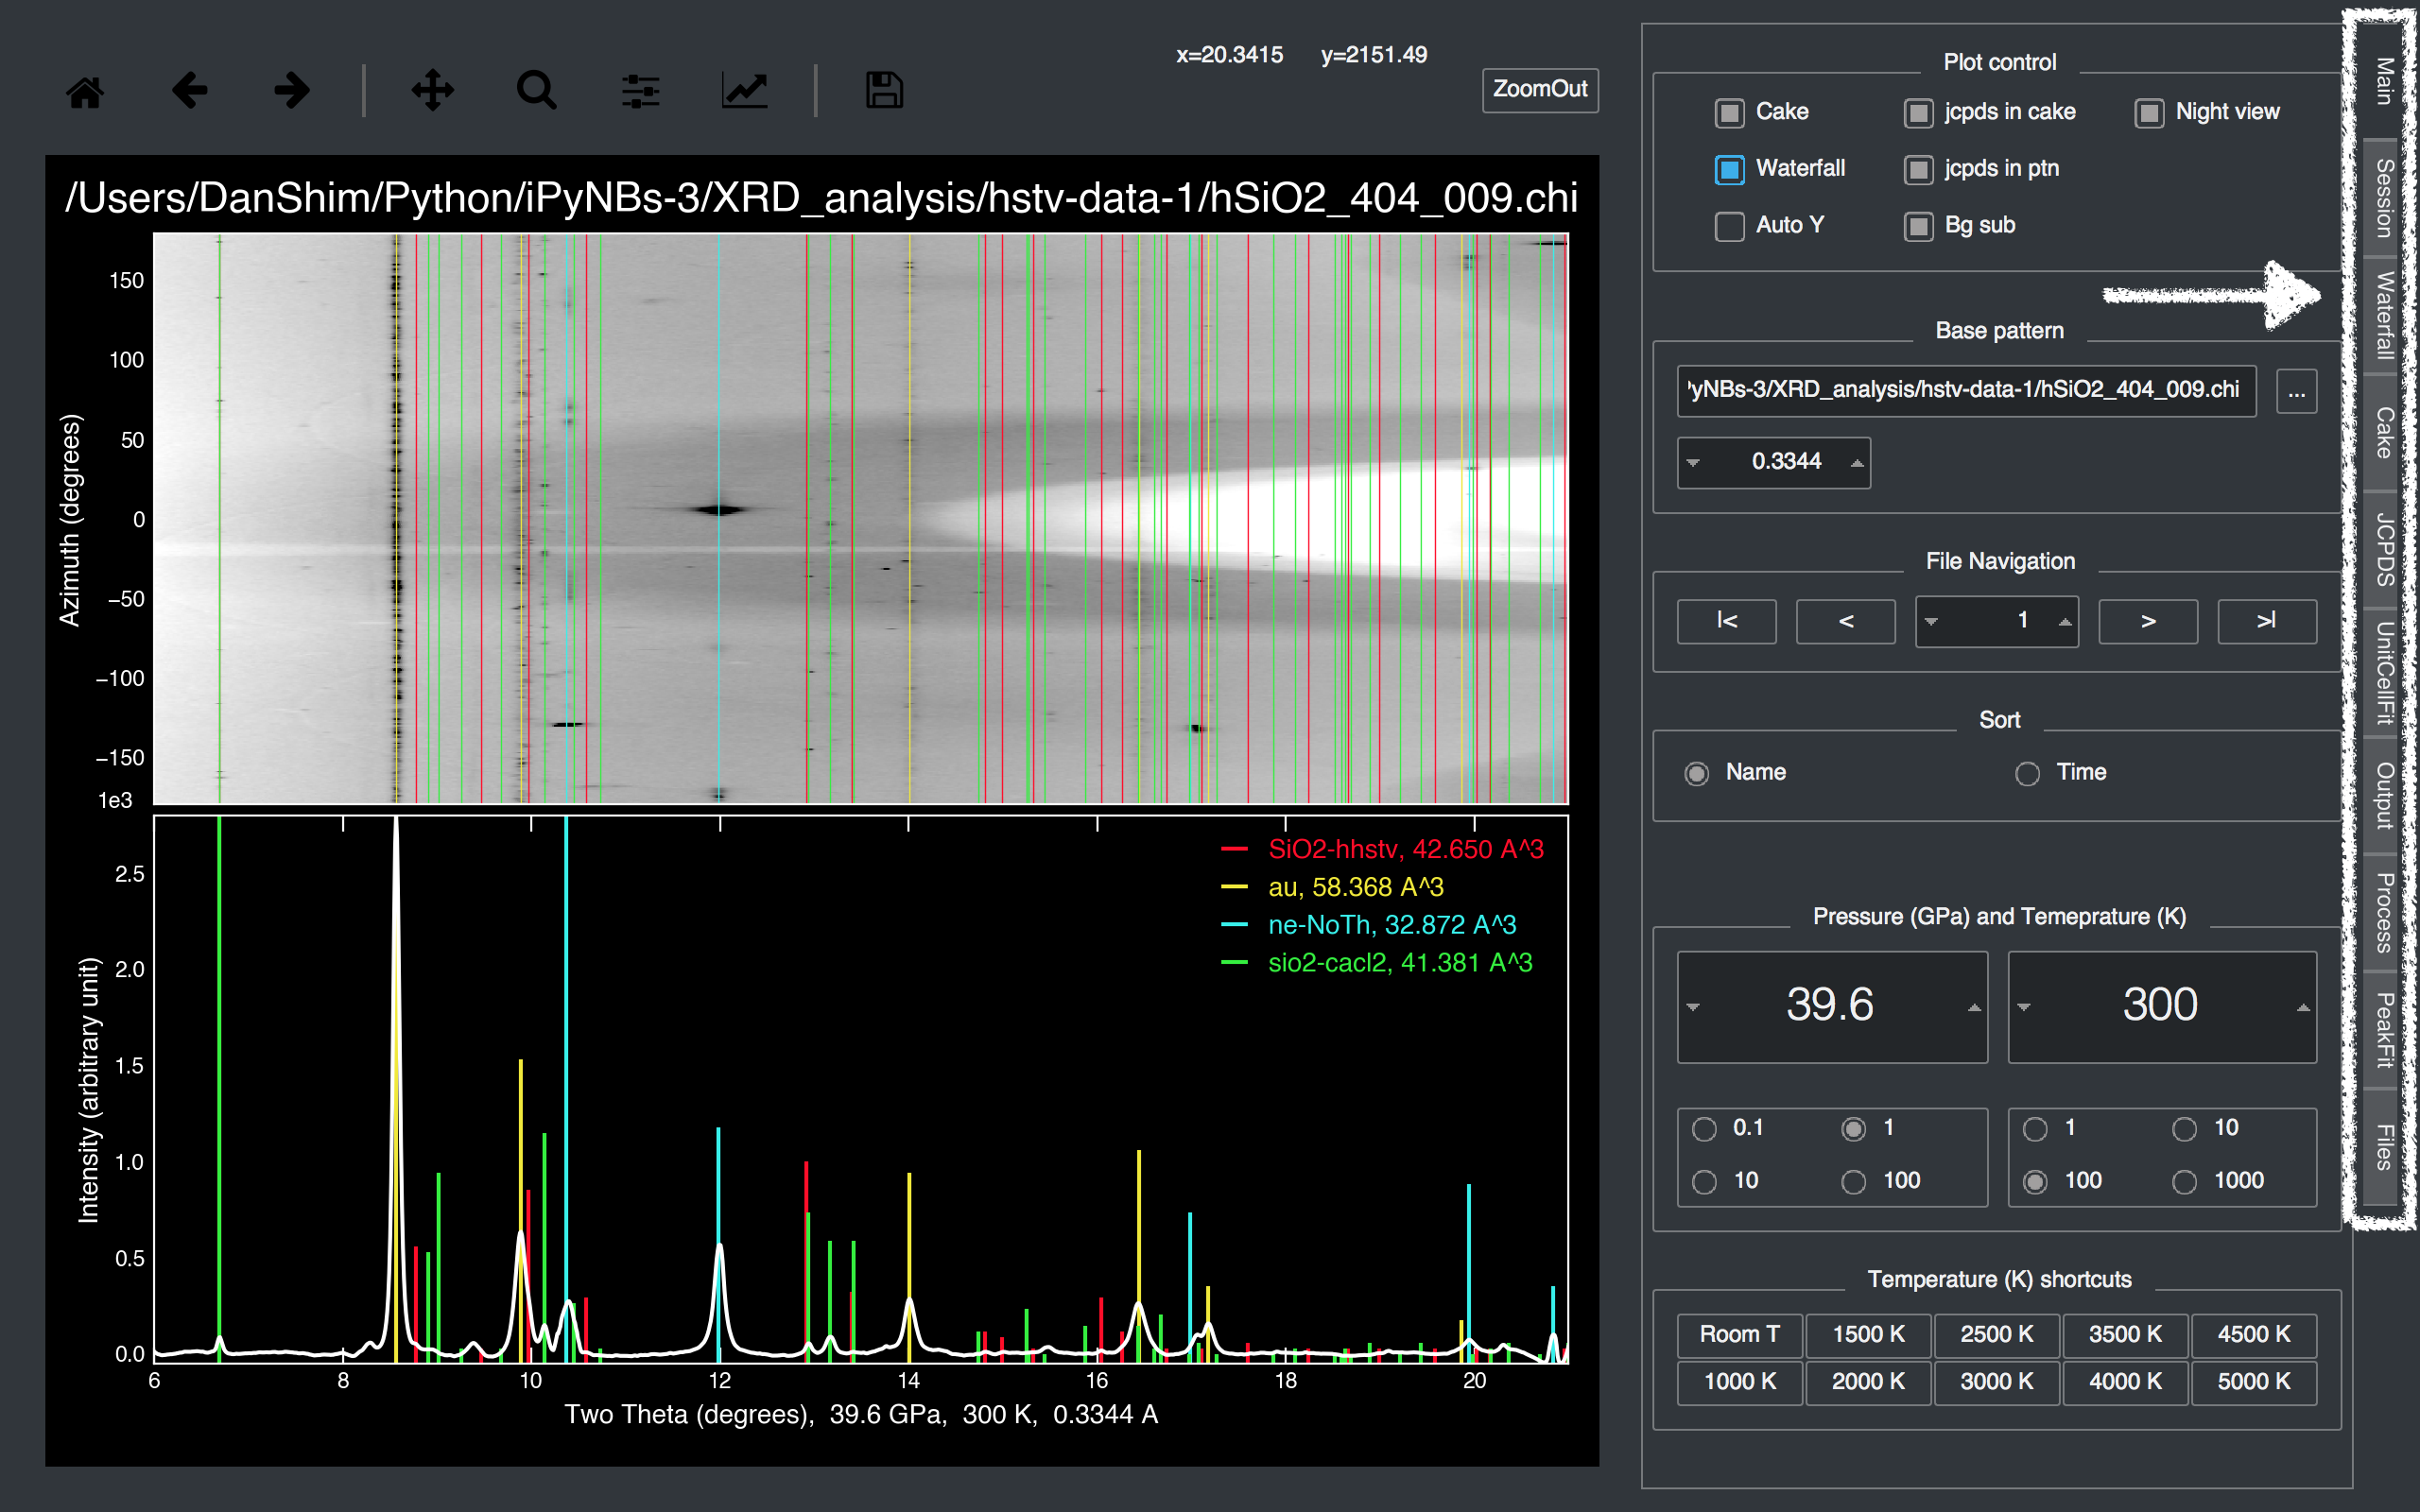 x=20.3415 y=2151.49
ZoomOut
/Users/DanShim/Python/iPyNBs-3/XRD_analysis/hstv-data-1/hSiO2_404_009.chi
150
100
50
0
−50
−100
−150
Azimuth (degrees)
1e3
2.5
2.0
1.5
1.0
0.5
0.0
Intensity (arbitrary unit)
SiO2-hhstv, 42.650 A^3
au, 58.368 A^3
ne-NoTh, 32.872 A^3
sio2-cacl2, 41.381 A^3
6 8 10 12 14 16 18 20
Two Theta (degrees), 39.6 GPa, 300 K, 0.3344 A
Plot control
Cake jcpds in cake Night view
Waterfall jcpds in ptn
Auto Y Bg sub
Base pattern
yNBs-3/XRD_analysis/hstv-data-1/hSiO2_404_009.chi ...
0.3344
File Navigation
|< < 1 > >|
Sort
Name Time
Pressure (GPa) and Temeprature (K)
39.6 300
0.1 1 1 10
10 100 100 1000
Temperature (K) shortcuts
Room T 1500 K 2500 K 3500 K 4500 K
1000 K 2000 K 3000 K 4000 K 5000 K
Main
Session
Waterfall
Cake
JCPDS
UnitCellFit
Output
Process
PeakFit
Files